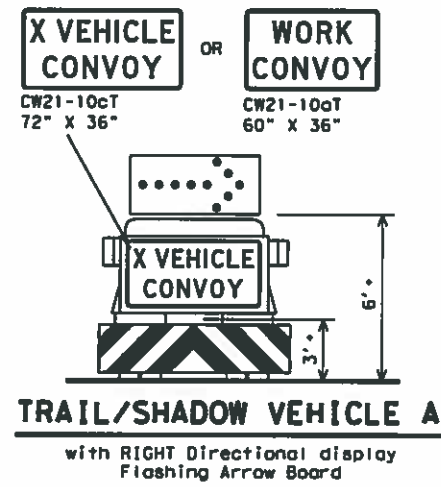 X VEHICLE
CONVOY
OR
WORK
CONVOY
CW21-10cT
72" X 36"
CW21-10aT
60" X 36"
X VEHICLE
CONVOY
6'+
3'+
TRAIL/SHADOW VEHICLE A
with RIGHT Directional display
Flashing Arrow Board